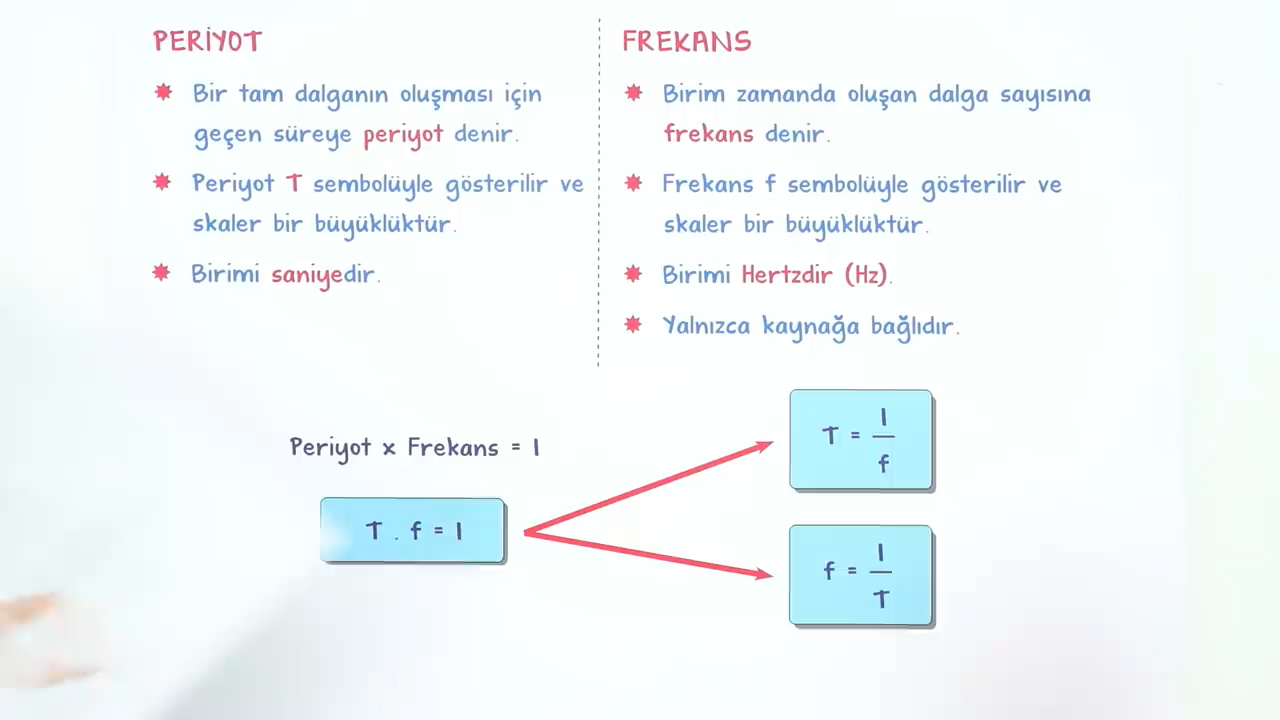 PERİYOT
Bir tam dalganın oluşması için
geçen süreye periyot denir.
Periyot T sembolüyle gösterilir ve
skaler bir büyüklüktür.
Birimi saniyedir.
FREKANS
Birim zamanda oluşan dalga sayısına
frekans denir.
Frekans f sembolüyle gösterilir ve
skaler bir büyüklüktür.
Birimi Hertzdir (Hz).
Yalnızca kaynağa bağlıdır.
Periyot x Frekans = 1
T . f = 1
T = 1/f
f = 1/T